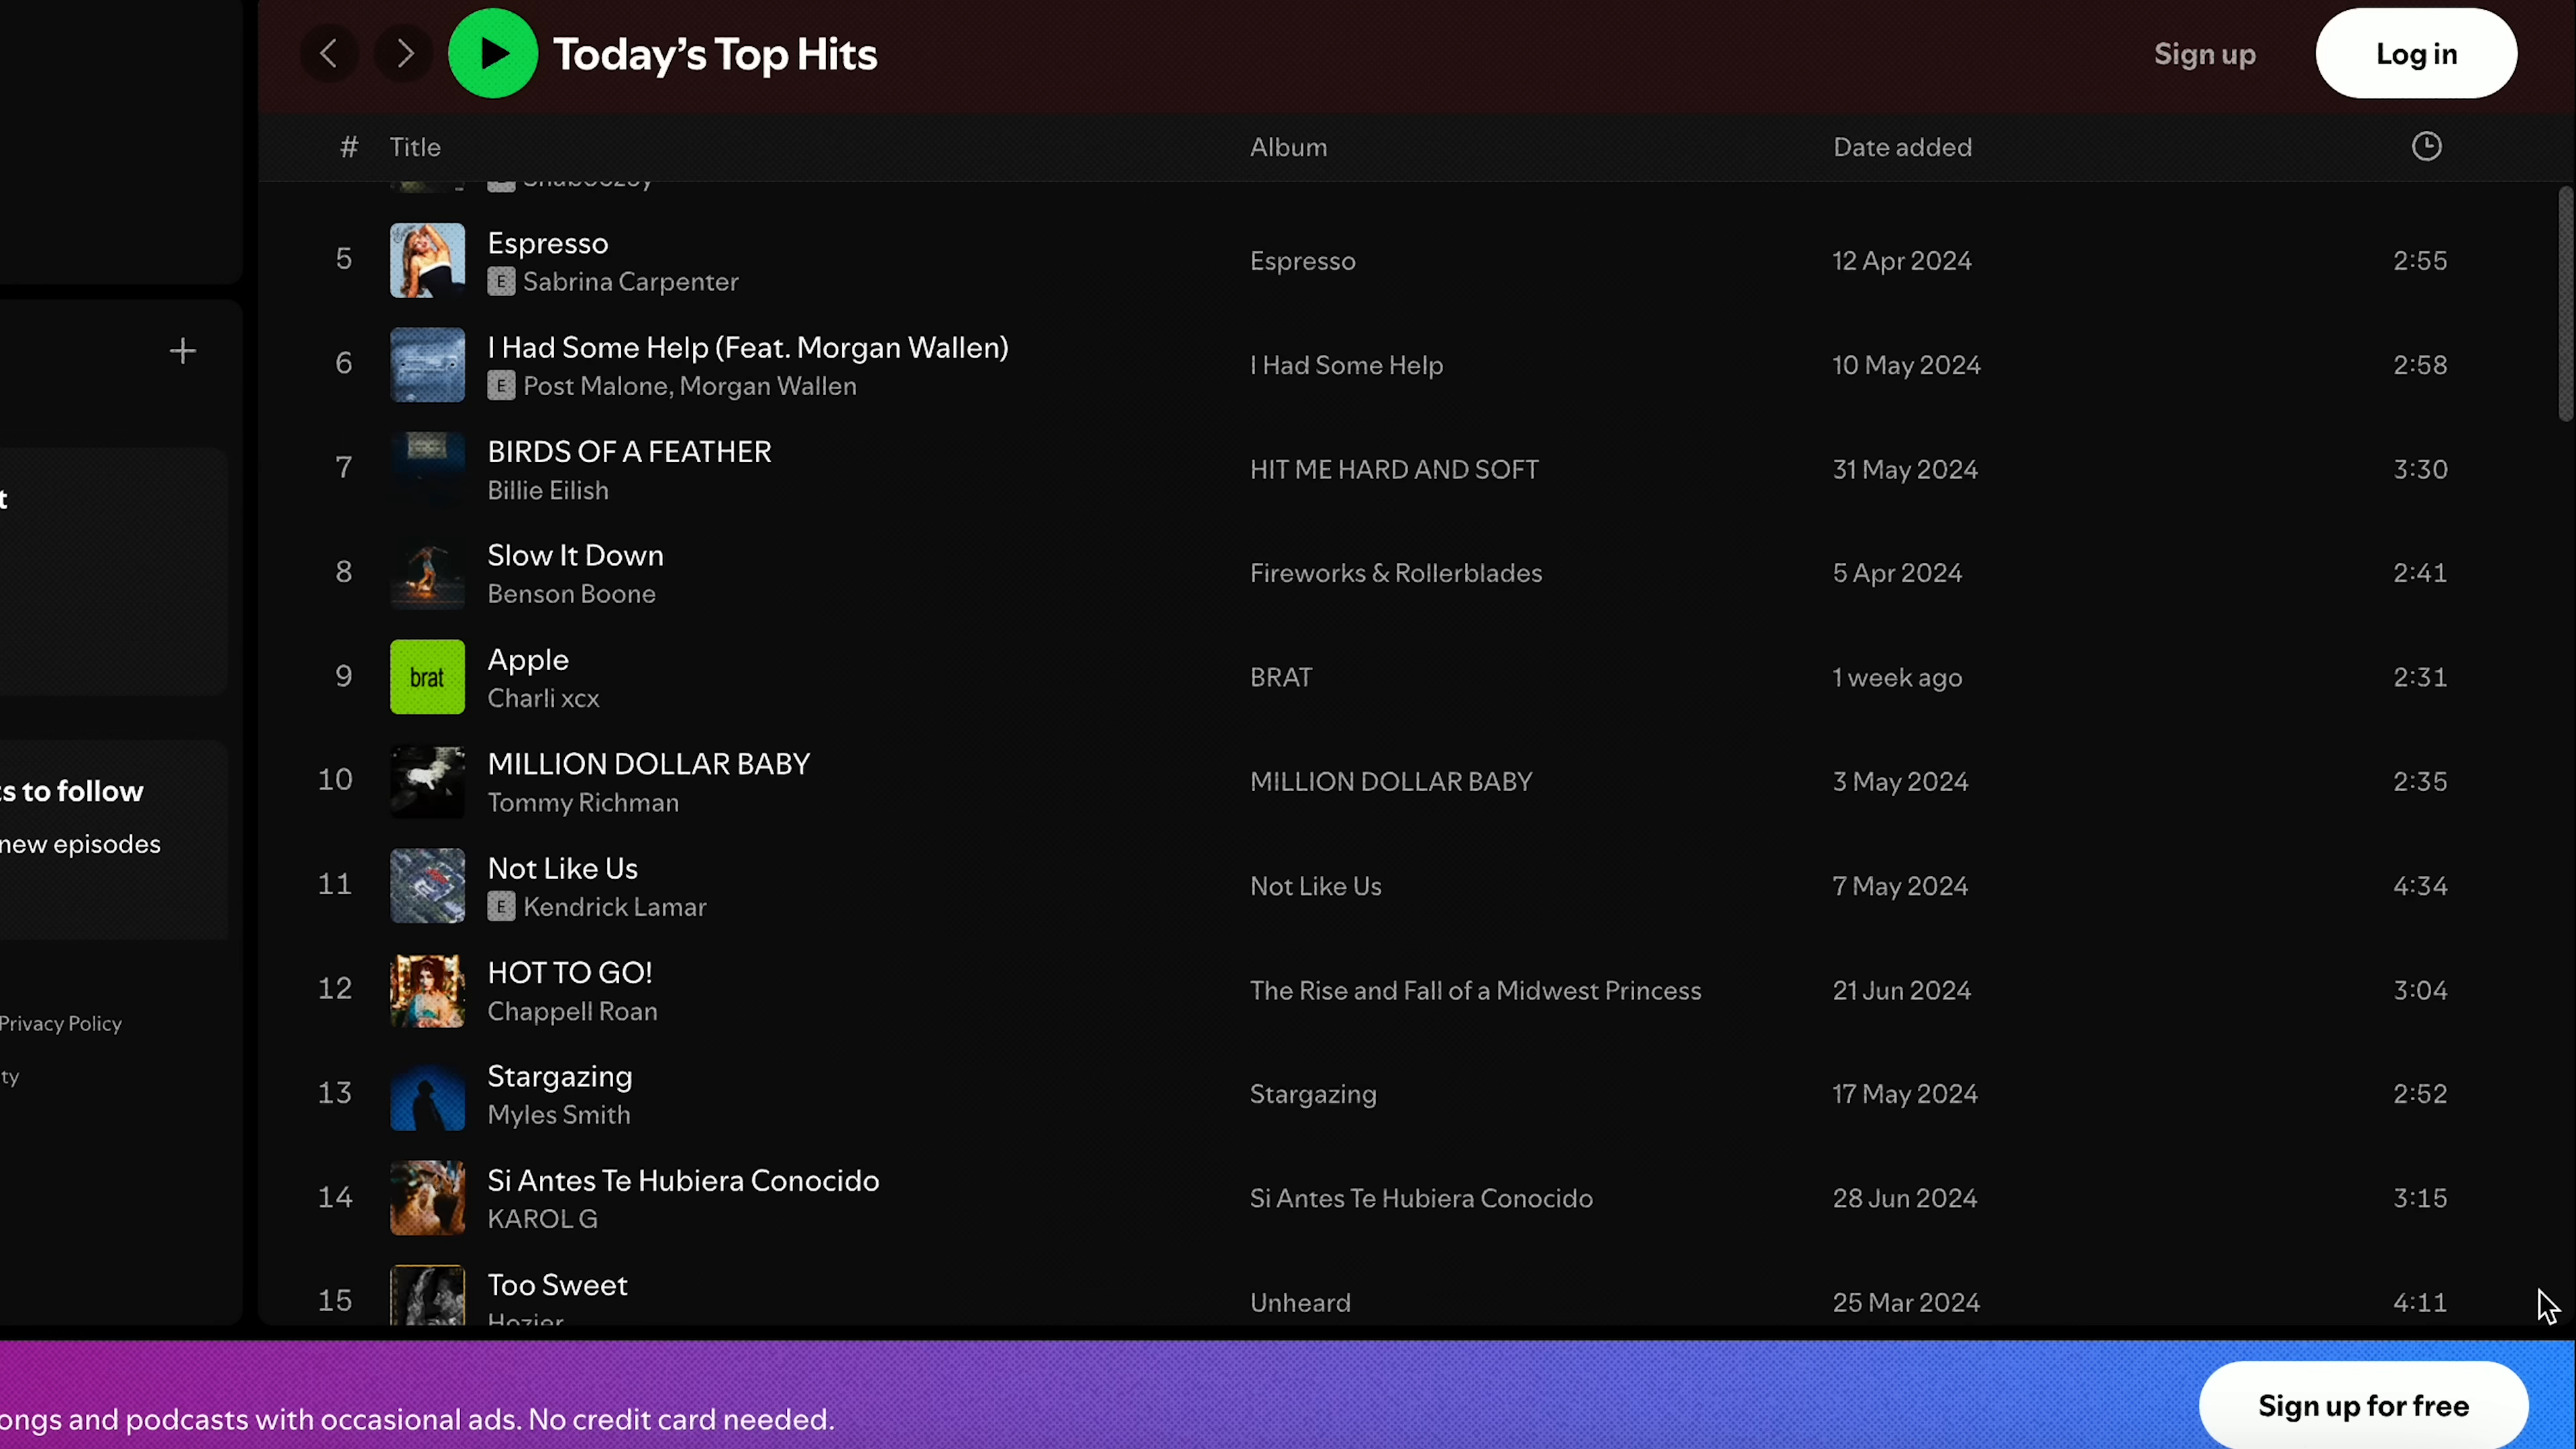 Today's Top Hits
Sign up
Log in
# Title Album Date added
Shaboozey
5 Espresso Espresso 12 Apr 2024 2:55
E Sabrina Carpenter
6 I Had Some Help (Feat. Morgan Wallen) I Had Some Help 10 May 2024 2:58
E Post Malone, Morgan Wallen
7 BIRDS OF A FEATHER HIT ME HARD AND SOFT 31 May 2024 3:30
Billie Eilish
8 Slow It Down Fireworks & Rollerblades 5 Apr 2024 2:41
Benson Boone
brat
9 Apple BRAT 1 week ago 2:31
Charli xcx
10 MILLION DOLLAR BABY MILLION DOLLAR BABY 3 May 2024 2:35
Tommy Richman
11 Not Like Us Not Like Us 7 May 2024 4:34
E Kendrick Lamar
12 HOT TO GO! The Rise and Fall of a Midwest Princess 21 Jun 2024 3:04
Chappell Roan
13 Stargazing Stargazing 17 May 2024 2:52
Myles Smith
14 Si Antes Te Hubiera Conocido Si Antes Te Hubiera Conocido 28 Jun 2024 3:15
KAROL G
15 Too Sweet Unheard 25 Mar 2024 4:11
Hozier
t
ts to follow
new episodes
Privacy Policy
ty
ongs and podcasts with occasional ads. No credit card needed.
Sign up for free